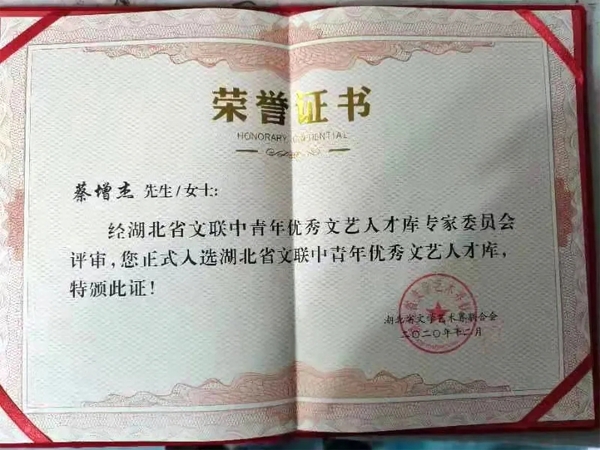 荣誉证书
HONORARY CREDENTIAL
蔡增杰 先生/女士:
经湖北省文联中青年优秀文艺人才库专家委员会
评审,您正式入选湖北省文联中青年优秀文艺人才库,
特颁此证!
湖北省文学艺术界联合会
二〇二〇年十二月